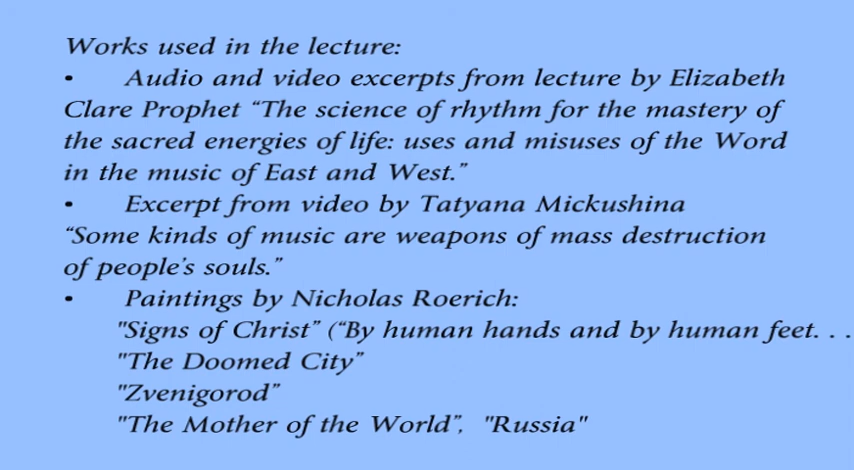 Works used in the lecture:
• Audio and video excerpts from lecture by Elizabeth
Clare Prophet “The science of rhythm for the mastery of
the sacred energies of life: uses and misuses of the Word
in the music of East and West.”
• Excerpt from video by Tatyana Mickushina
“Some kinds of music are weapons of mass destruction
of people’s souls.”
• Paintings by Nicholas Roerich:
"Signs of Christ” (“By human hands and by human feet. . .
"The Doomed City”
"Zvenigorod”
"The Mother of the World”, "Russia"